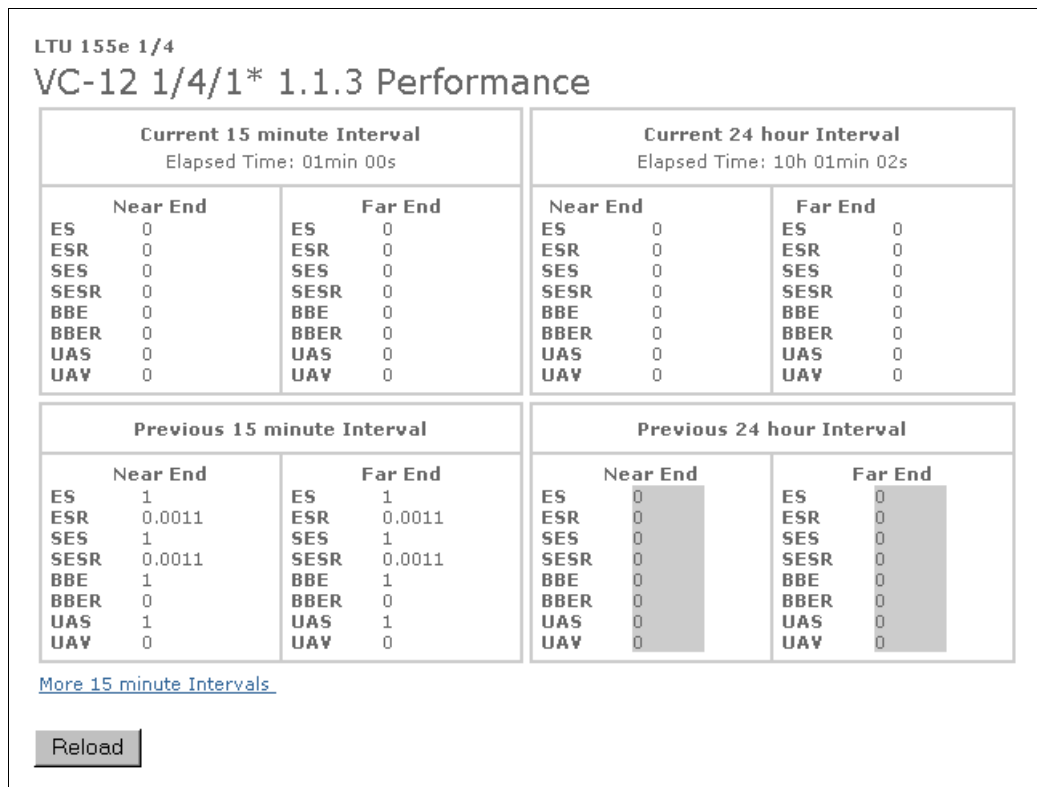 LTU 155e 1/4
VC-12 1/4/1* 1.1.3 Performance
Current 15 minute Interval
Elapsed Time: 01min 00s
Near End
ES 0
ESR 0
SES 0
SESR 0
BBE 0
BBER 0
UAS 0
UAV 0
Far End
ES 0
ESR 0
SES 0
SESR 0
BBE 0
BBER 0
UAS 0
UAV 0
Current 24 hour Interval
Elapsed Time: 10h 01min 02s
Near End
ES 0
ESR 0
SES 0
SESR 0
BBE 0
BBER 0
UAS 0
UAV 0
Far End
ES 0
ESR 0
SES 0
SESR 0
BBE 0
BBER 0
UAS 0
UAV 0
Previous 15 minute Interval
Near End
ES 1
ESR 0.0011
SES 1
SESR 0.0011
BBE 1
BBER 0
UAS 1
UAV 0
Far End
ES 1
ESR 0.0011
SES 1
SESR 0.0011
BBE 1
BBER 0
UAS 1
UAV 0
Previous 24 hour Interval
Near End
ES 0
ESR 0
SES 0
SESR 0
BBE 0
BBER 0
UAS 0
UAV 0
Far End
ES 0
ESR 0
SES 0
SESR 0
BBE 0
BBER 0
UAS 0
UAV 0
More 15 minute Intervals
Reload